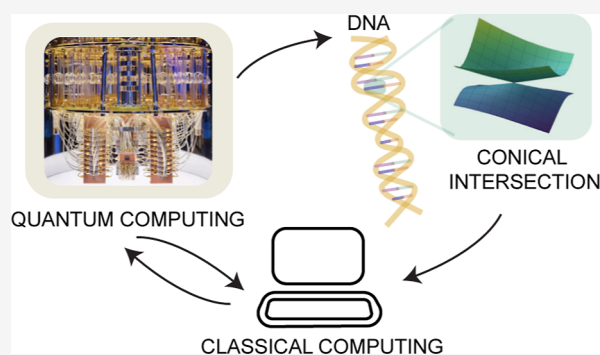 DNA
CONICAL
INTERSECTION
QUANTUM COMPUTING
CLASSICAL COMPUTING